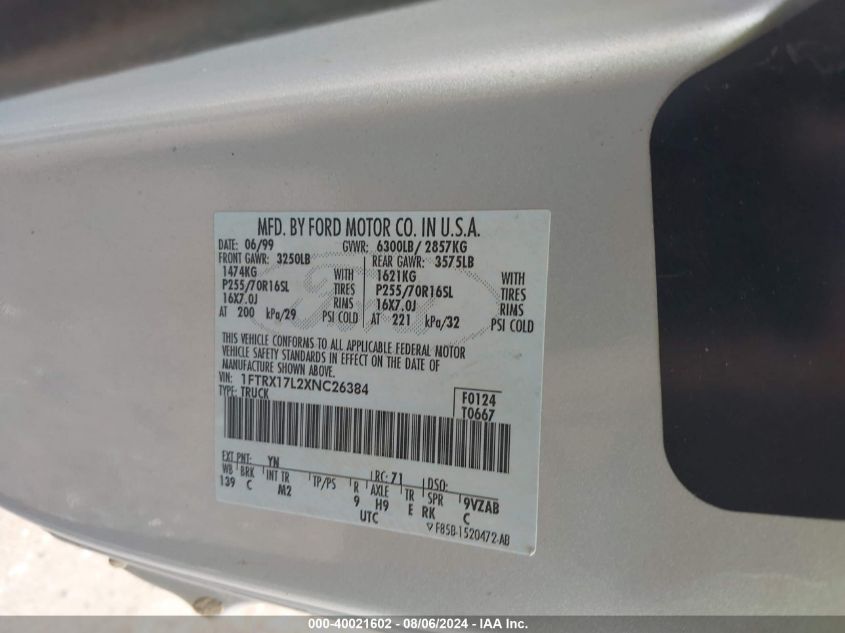 MFD. BY FORD MOTOR CO. IN U.S.A.
DATE: 06/99 GVWR: 6300LB/ 2857KG
FRONT GAWR: 3250LB REAR GAWR: 3575LB
1474KG WITH 1621KG WITH
P255/70R16SL TIRES P255/70R16SL TIRES
16X7.0J RIMS 16X7.0J RIMS
AT 200 kPa/29 PSI COLD AT 221 kPa/32 PSI COLD
THIS VEHICLE CONFORMS TO ALL APPLICABLE FEDERAL MOTOR
VEHICLE SAFETY STANDARDS IN EFFECT ON THE DATE OF
MANUFACTURE SHOWN ABOVE.
VIN: 1FTRX17L2XNC26384
TYPE: TRUCK
F0124
T0667
EXT PNT: YN RC: 71 DSO:
WB BRK INT TR TP/PS R AXLE TR SPR 9VZAB
139 C M2 9 H9 E RK C
UTC
F85B-1520472-AB
000-40021602 - 08/06/2024 - IAA Inc.